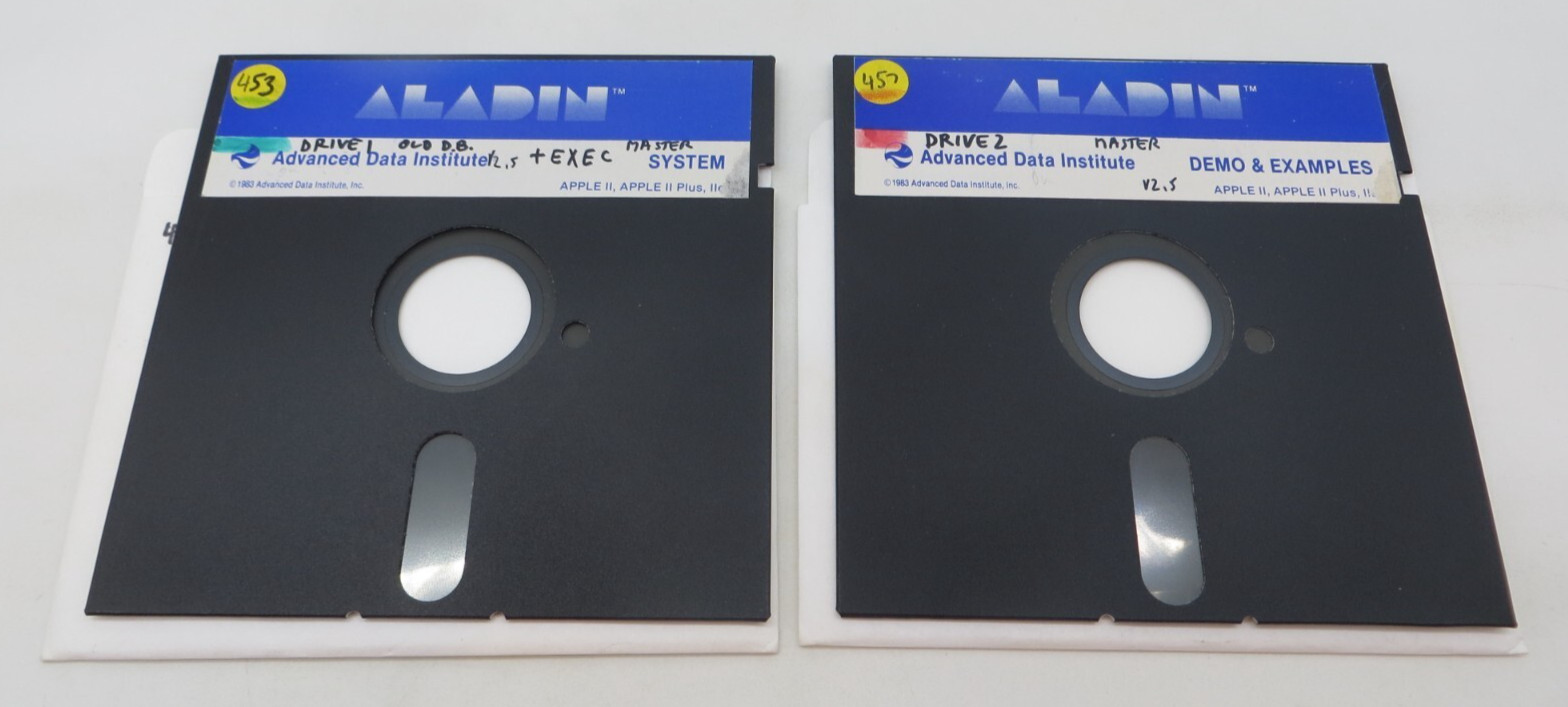 453
ALADIN™
DRIVE 1 OLD D.B. MASTER
Advanced Data Institute V2.5 + EXEC SYSTEM
©1983 Advanced Data Institute, Inc. APPLE II, APPLE II Plus, IIe
ALADIN™
DRIVE 2 MASTER
Advanced Data Institute DEMO & EXAMPLES
V2.5
©1983 Advanced Data Institute, Inc. APPLE II, APPLE II Plus,